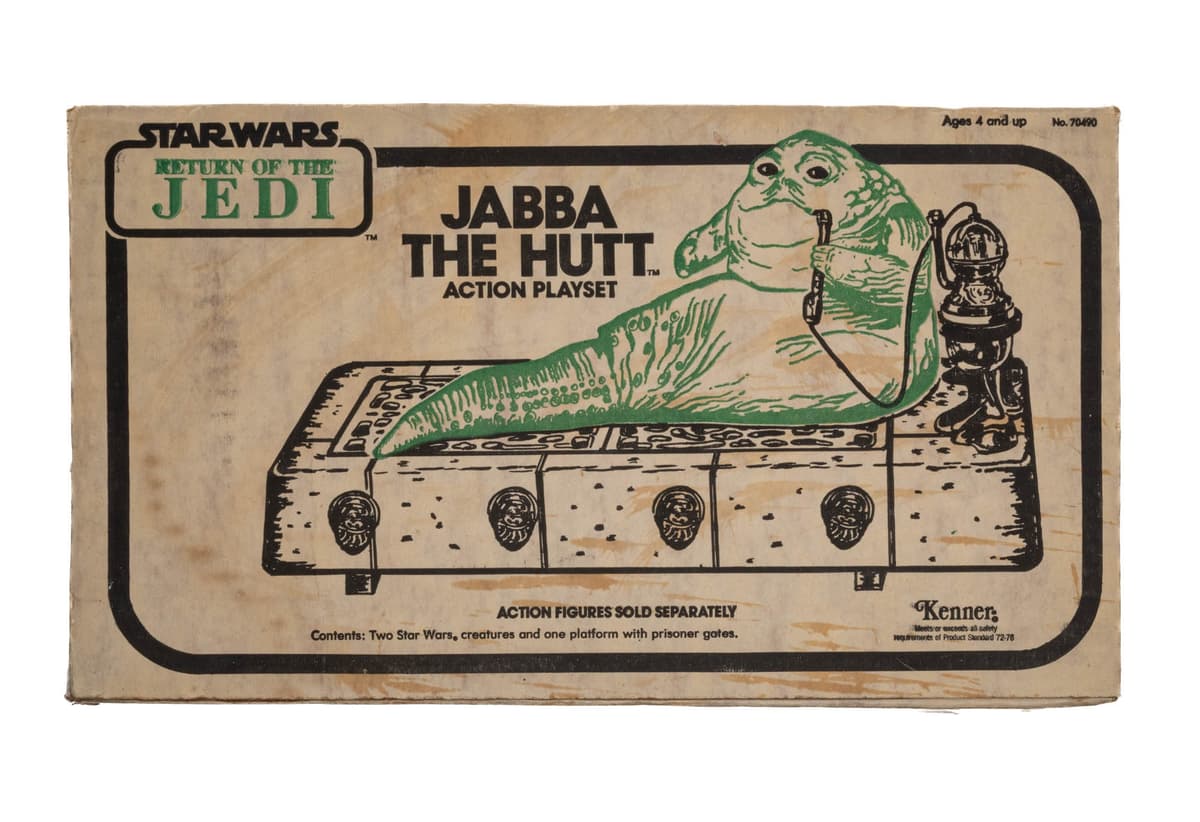 STAR WARS
RETURN OF THE
JEDI
TM
Ages 4 and up No. 70490
JABBA
THE HUTT™
ACTION PLAYSET
ACTION FIGURES SOLD SEPARATELY
Contents: Two Star Wars® creatures and one platform with prisoner gates.
Kenner®
Meets or exceeds all safety
requirements of Product Standard 72-76